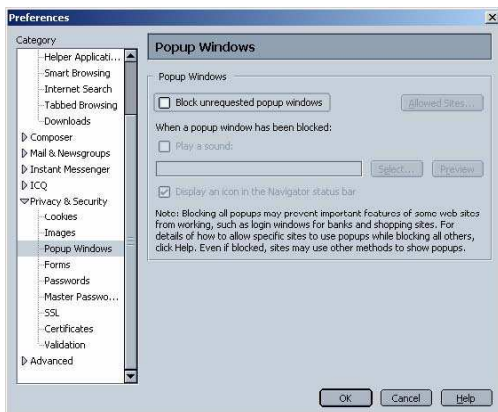 Preferences
Category
Helper Applicati...
Smart Browsing
Internet Search
Tabbed Browsing
Downloads
Composer
Mail & Newsgroups
Instant Messenger
ICQ
Privacy & Security
Cookies
Images
Popup Windows
Forms
Passwords
Master Passwo...
SSL
Certificates
Validation
Advanced
Popup Windows
Popup Windows
Block unrequested popup windows
Allowed Sites...
When a popup window has been blocked:
Play a sound:
Select...
Preview
Display an icon in the Navigator status bar
Note: Blocking all popups may prevent important features of some web sites
from working, such as login windows for banks and shopping sites. For
details of how to allow specific sites to use popups while blocking all others,
click Help. Even if blocked, sites may use other methods to show popups.
OK
Cancel
Help